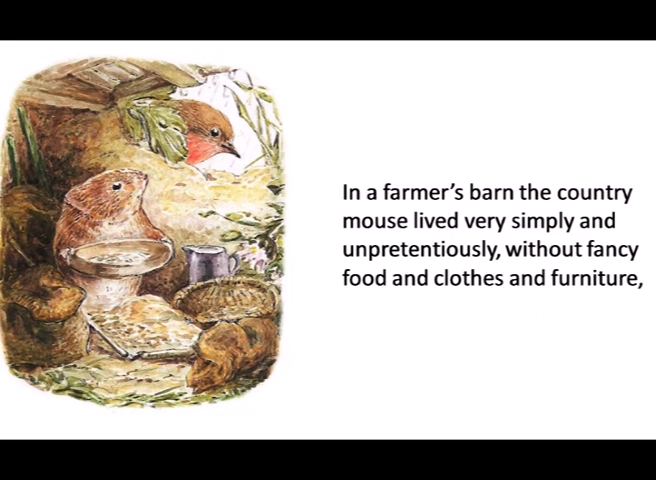 In a farmer’s barn the country
mouse lived very simply and
unpretentiously, without fancy
food and clothes and furniture,